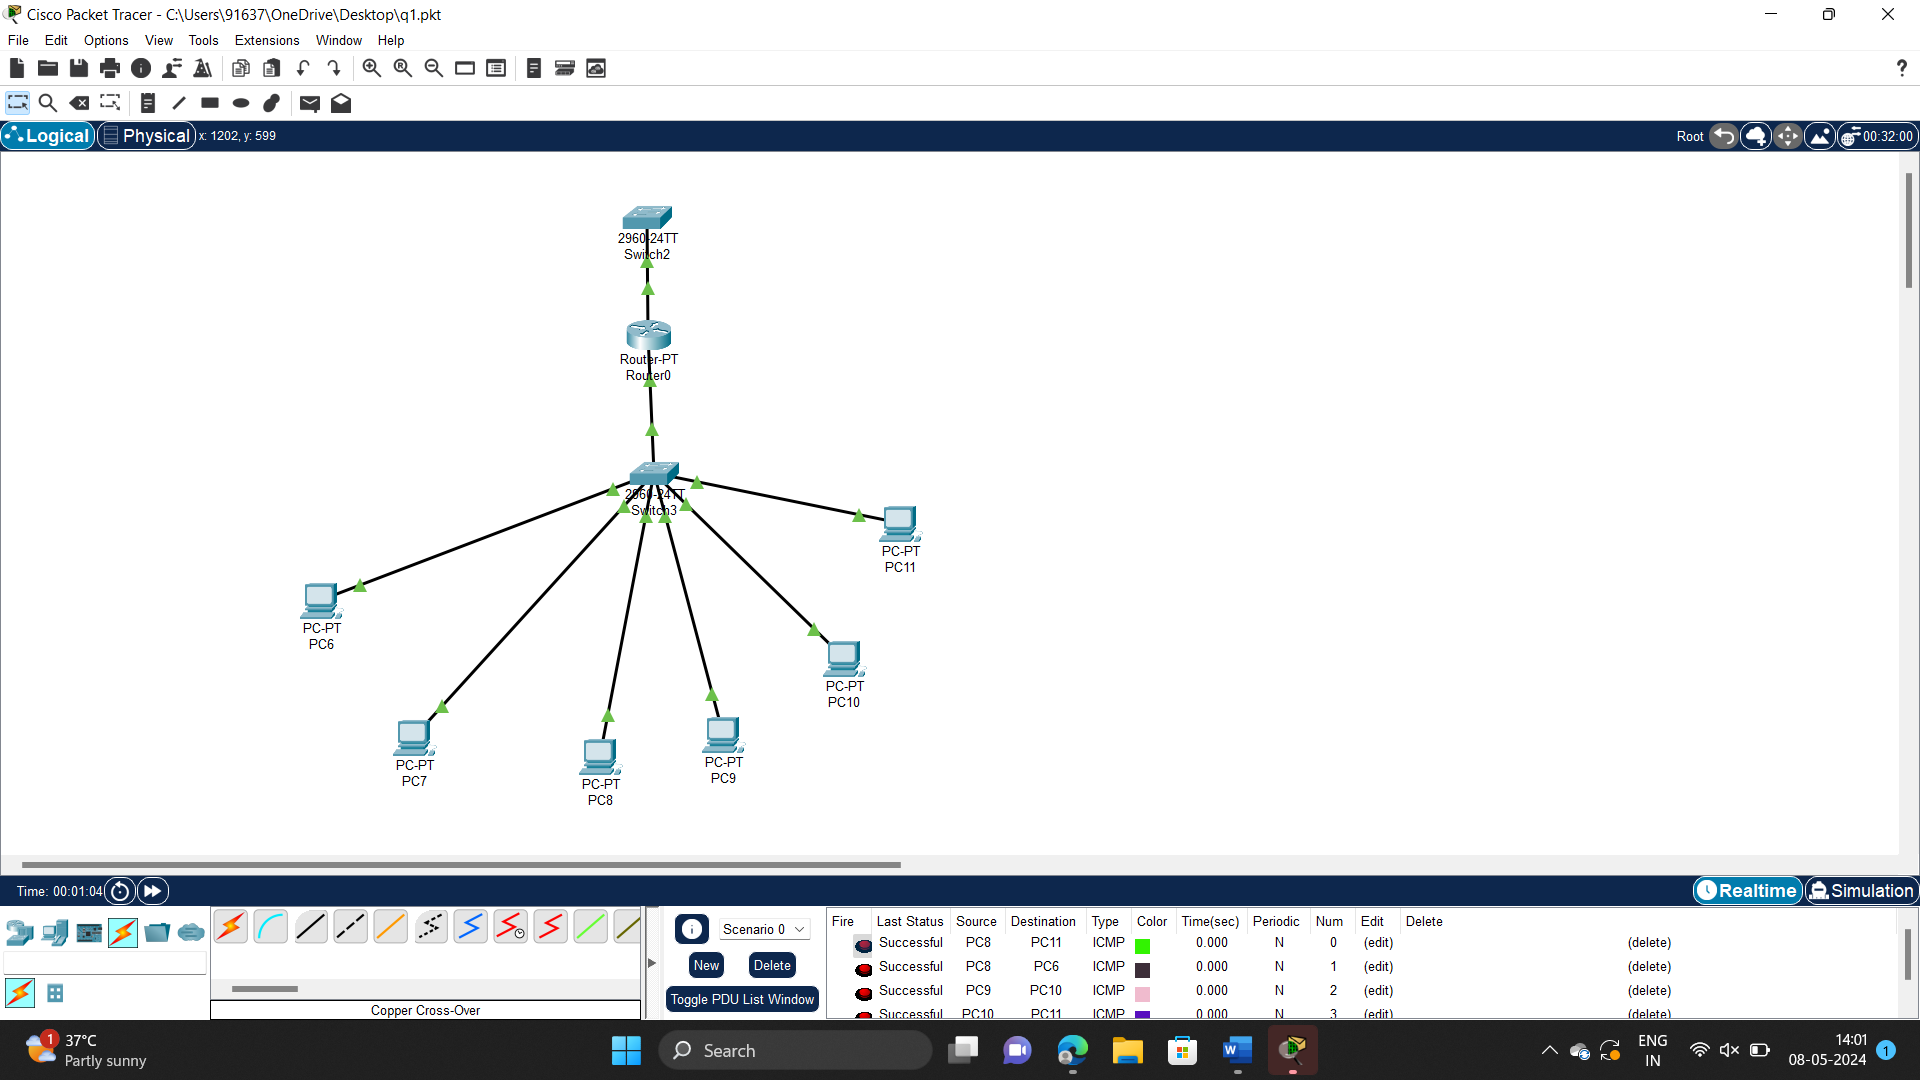 Cisco Packet Tracer - C:\Users\91637\OneDrive\Desktop\q1.pkt
File Edit Options View Tools Extensions Window Help
?
Logical Physical x: 1202, y: 599 Root 00:32:00
2960-24TT
Switch2
Router-PT
Router0
2960-24TT
Switch3
PC-PT
PC11
PC-PT
PC6
PC-PT
PC10
PC-PT
PC7
PC-PT
PC9
PC-PT
PC8
Time: 00:01:04 Realtime Simulation
Scenario 0
New Delete
Toggle PDU List Window
Copper Cross-Over
Fire Last Status Source Destination Type Color Time(sec) Periodic Num Edit Delete
Successful PC8 PC11 ICMP 0.000 N 0 (edit) (delete)
Successful PC8 PC6 ICMP 0.000 N 1 (edit) (delete)
Successful PC9 PC10 ICMP 0.000 N 2 (edit) (delete)
Successful PC10 PC11 ICMP 0.000 N 3 (edit) (delete)
1
37°C
Partly sunny
Search
ENG
IN
14:01
08-05-2024
1